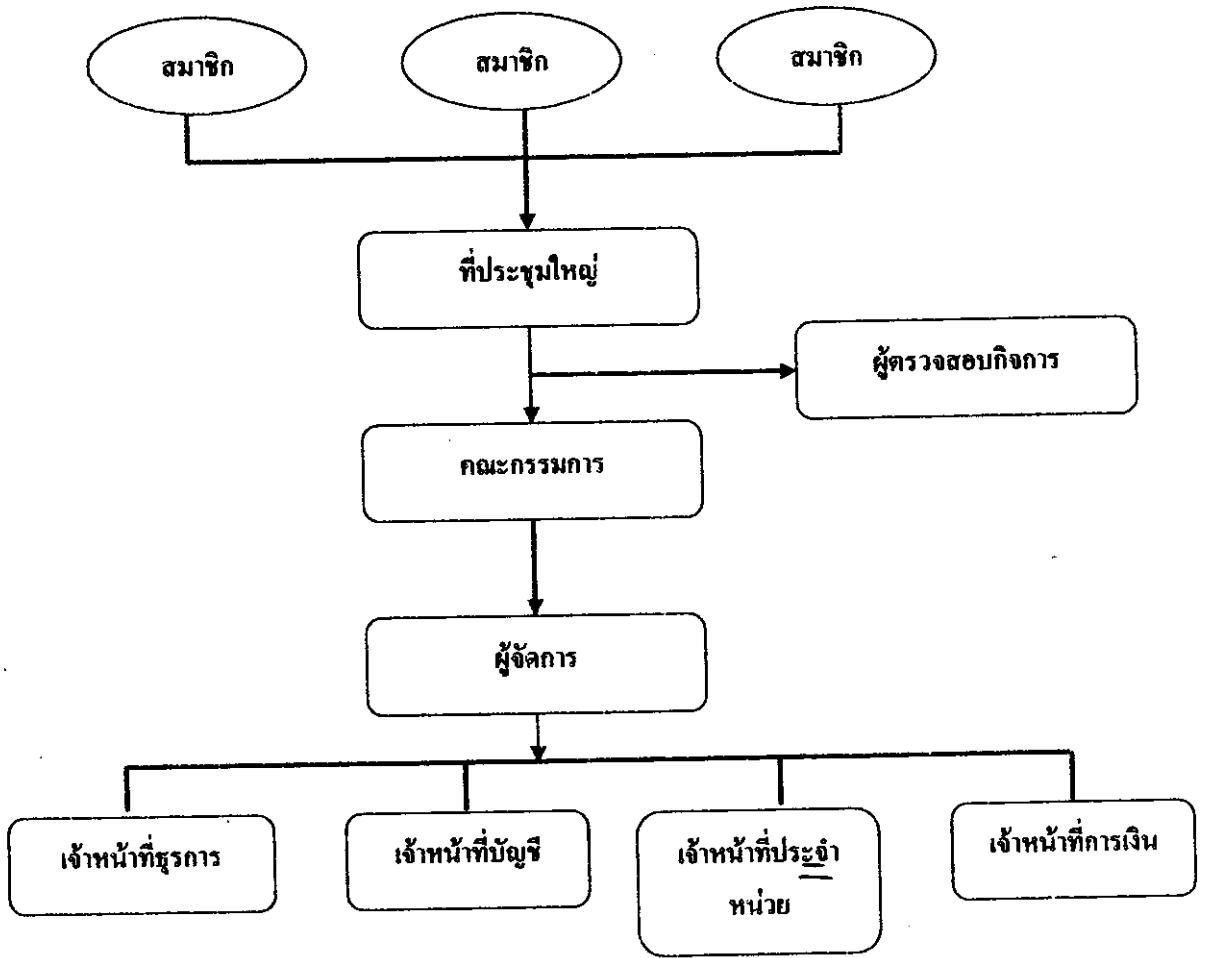 สมาชิก
สมาชิก
สมาชิก
ที่ประชุมใหญ่
ผู้ตรวจสอบกิจการ
คณะกรรมการ
ผู้จัดการ
เจ้าหน้าที่ธุรการ
เจ้าหน้าที่บัญชี
เจ้าหน้าที่ประจำ
หน่วย
เจ้าหน้าที่การเงิน